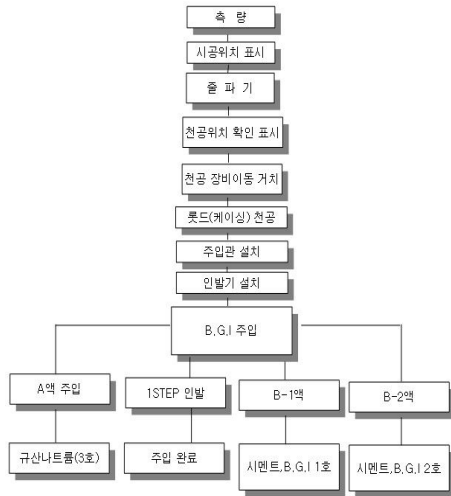 측 량
시공위치 표시
줄 파 기
천공위치 확인 표시
천공 장비이동 거치
롯드(케이싱) 천공
주입관 설치
인발기 설치
B.G.I 주입
A액 주입
1STEP 인발
B-1액
B-2액
규산나트륨(3호)
주입 완료
시멘트,B.G.I 1호
시멘트,B.G.I 2호